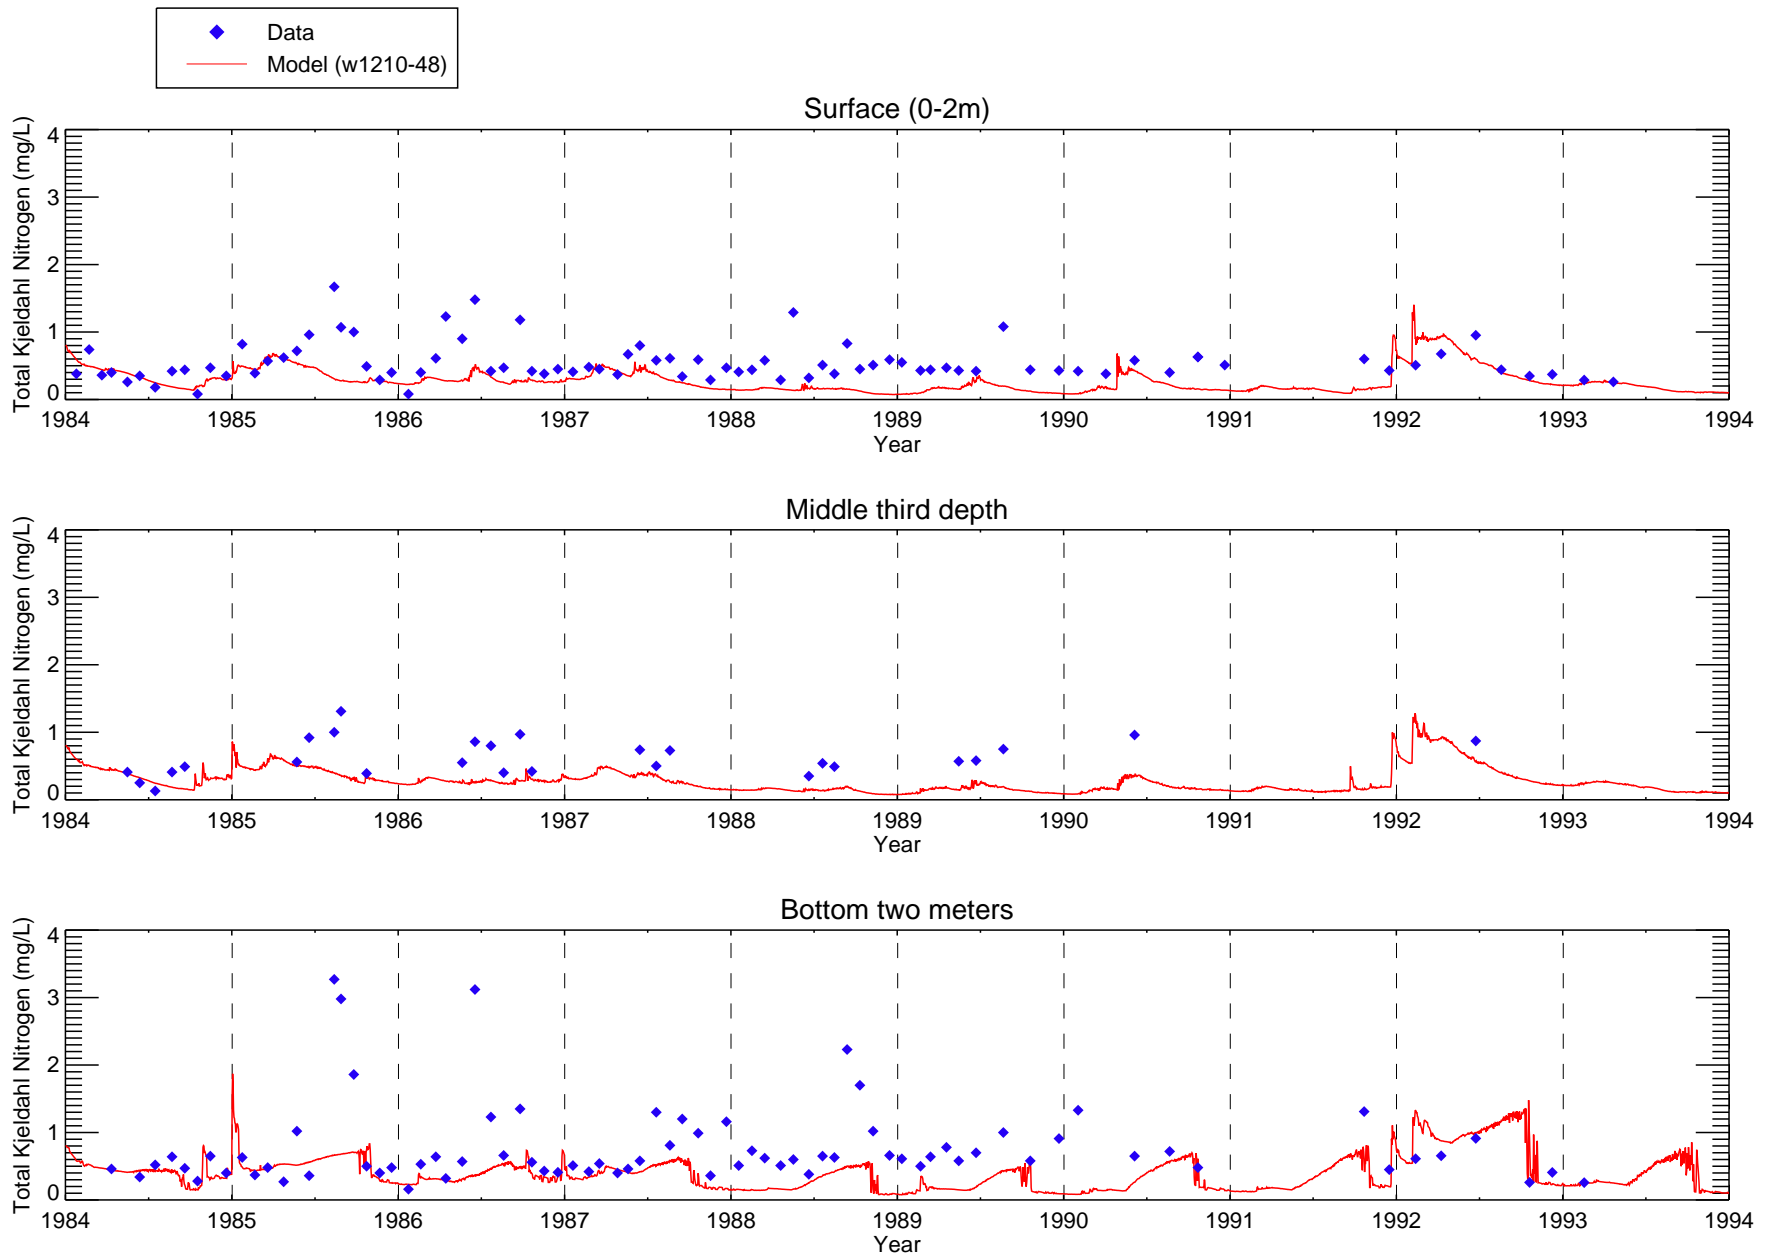 Data
Model (w1210-48)
Surface (0-2m)
Total Kjeldahl Nitrogen (mg/L)
4
3
2
1
0
1984 1985 1986 1987 1988 1989 1990 1991 1992 1993 1994
Year
Middle third depth
Total Kjeldahl Nitrogen (mg/L)
4
3
2
1
0
1984 1985 1986 1987 1988 1989 1990 1991 1992 1993 1994
Year
Bottom two meters
Total Kjeldahl Nitrogen (mg/L)
4
3
2
1
0
1984 1985 1986 1987 1988 1989 1990 1991 1992 1993 1994
Year